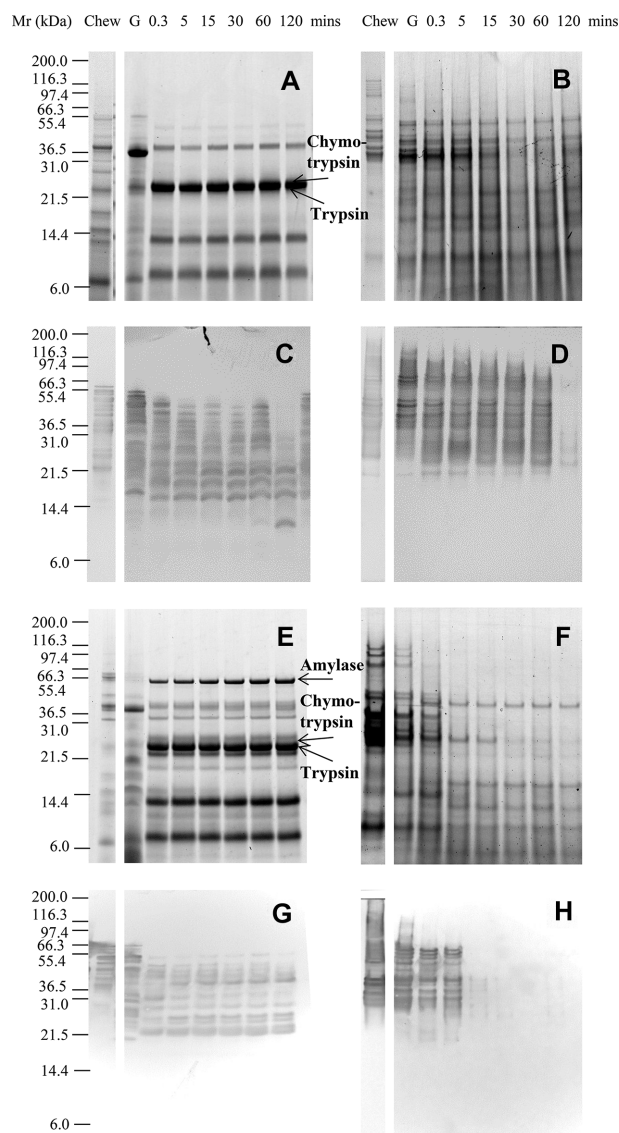 Mr (kDa) Chew G 0.3 5 15 30 60 120 mins
Chew G 0.3 5 15 30 60 120 mins
200.0
116.3
97.4
66.3
55.4
36.5
31.0
21.5
14.4
6.0
A
Chymo-
trypsin
Trypsin
B
200.0
116.3
97.4
66.3
55.4
36.5
31.0
21.5
14.4
6.0
C
D
200.0
116.3
97.4
66.3
55.4
36.5
31.0
21.5
14.4
6.0
E
Amylase
Chymo-
trypsin
Trypsin
F
200.0
116.3
97.4
66.3
55.4
36.5
31.0
21.5
14.4
6.0
G
H